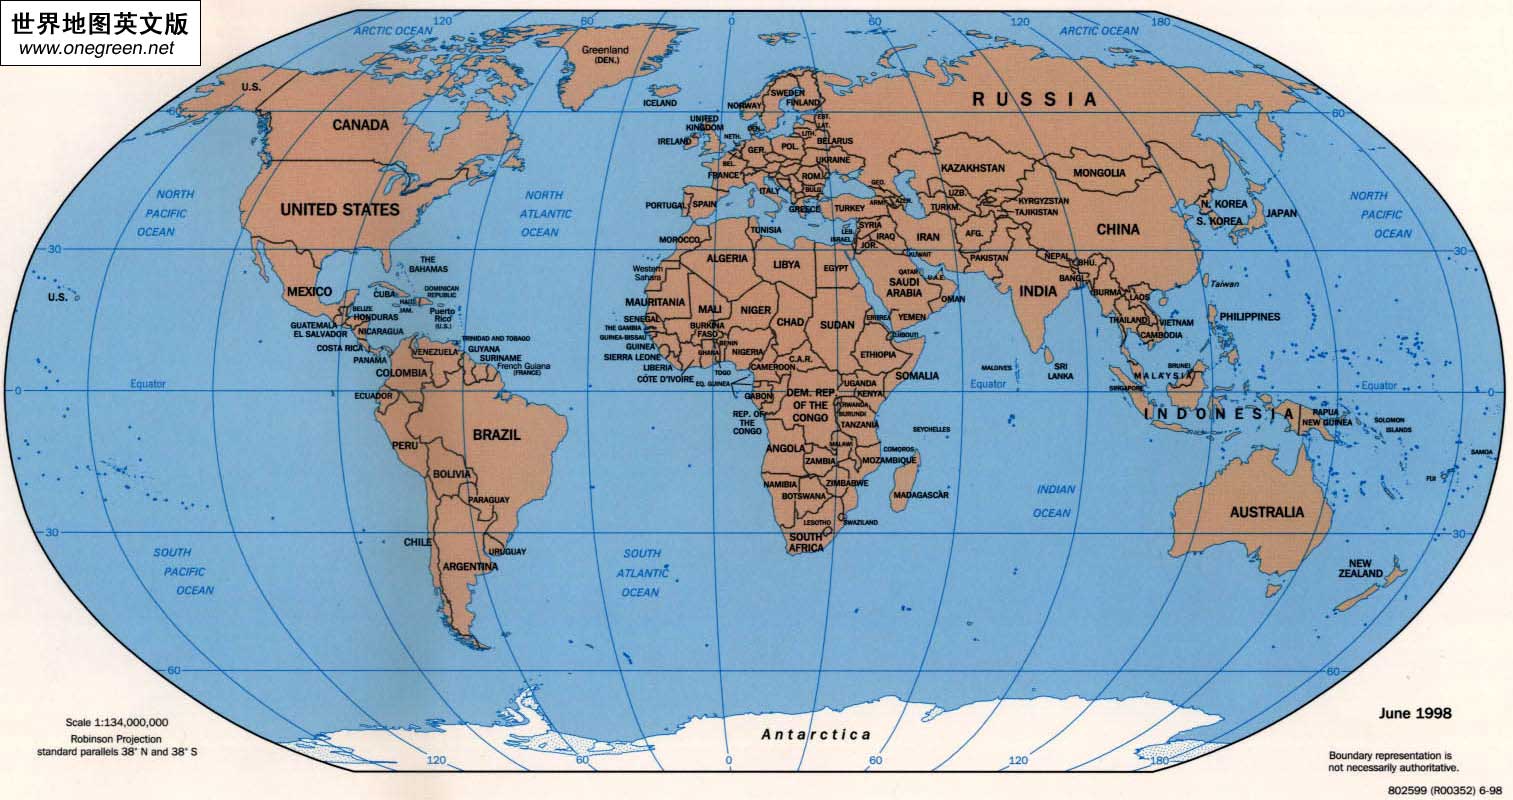 世界地图英文版
www.onegreen.net
120
60
0
60
120
180
ARCTIC OCEAN
ARCTIC OCEAN
Greenland
(DEN.)
U.S.
ICELAND
NORWAY
SWEDEN
FINLAND
RUSSIA
60
60
CANADA
UNITED
KINGDOM
IRELAND
NETH.
DEN.
EST.
LAT.
LITH.
BELARUS
GER.
POL.
BEL.
UKRAINE
FRANCE
ROM.
BULG.
ITALY
KAZAKHSTAN
MONGOLIA
NORTH
PACIFIC
OCEAN
NORTH
ATLANTIC
OCEAN
NORTH
PACIFIC
OCEAN
UNITED STATES
PORTUGAL
SPAIN
GREECE
TURKEY
GEO.
ARM.
AZER.
UZB.
TURKM.
KYRGYZSTAN
TAJIKISTAN
CHINA
N. KOREA
S. KOREA
JAPAN
MOROCCO
TUNISIA
LEB.
ISRAEL
SYRIA
JOR.
IRAQ
IRAN
AFG.
30
30
ALGERIA
LIBYA
EGYPT
KUWAIT
PAKISTAN
NEPAL
BHU.
BANGL.
Western
Sahara
QATAR
U.A.E.
SAUDI
ARABIA
OMAN
INDIA
BURMA
LAOS
Taiwan
THE
BAHAMAS
U.S.
MEXICO
CUBA
DOMINICAN
REPUBLIC
HAITI
JAM.
Puerto
Rico
(U.S.)
BELIZE
HONDURAS
GUATEMALA
EL SALVADOR
NICARAGUA
COSTA RICA
PANAMA
TRINIDAD AND TOBAGO
VENEZUELA
GUYANA
SURINAME
French Guiana
(FRANCE)
COLOMBIA
MAURITANIA
MALI
NIGER
CHAD
SUDAN
ERITREA
YEMEN
SENEGAL
THE GAMBIA
GUINEA-BISSAU
GUINEA
SIERRA LEONE
LIBERIA
CÔTE D'IVOIRE
BURKINA
FASO
GHANA
BENIN
TOGO
NIGERIA
C.A.R.
CAMEROON
EQ. GUINEA
DJIBOUTI
ETHIOPIA
SOMALIA
THAILAND
VIETNAM
CAMBODIA
PHILIPPINES
MALDIVES
SRI
LANKA
BRUNEI
MALAYSIA
SINGAPORE
0
Equator
Equator
Equator
0
ECUADOR
GABON
REP. OF
THE
CONGO
DEM. REP.
OF THE
CONGO
UGANDA
KENYA
RWANDA
BURUNDI
TANZANIA
SEYCHELLES
INDONESIA
PAPUA
NEW GUINEA
SOLOMON
ISLANDS
BRAZIL
PERU
ANGOLA
MALAWI
ZAMBIA
COMOROS
MOZAMBIQUE
SAMOA
BOLIVIA
NAMIBIA
ZIMBABWE
BOTSWANA
MADAGASCAR
INDIAN
OCEAN
FIJI
PARAGUAY
AUSTRALIA
LESOTHO
SWAZILAND
30
30
CHILE
URUGUAY
SOUTH
AFRICA
SOUTH
PACIFIC
OCEAN
SOUTH
ATLANTIC
OCEAN
ARGENTINA
NEW
ZEALAND
60
60
Antarctica
Scale 1:134,000,000
Robinson Projection
standard parallels 38° N and 38° S
120
60
0
60
120
180
June 1998
Boundary representation is
not necessarily authoritative.
802599 (R00352) 6-98